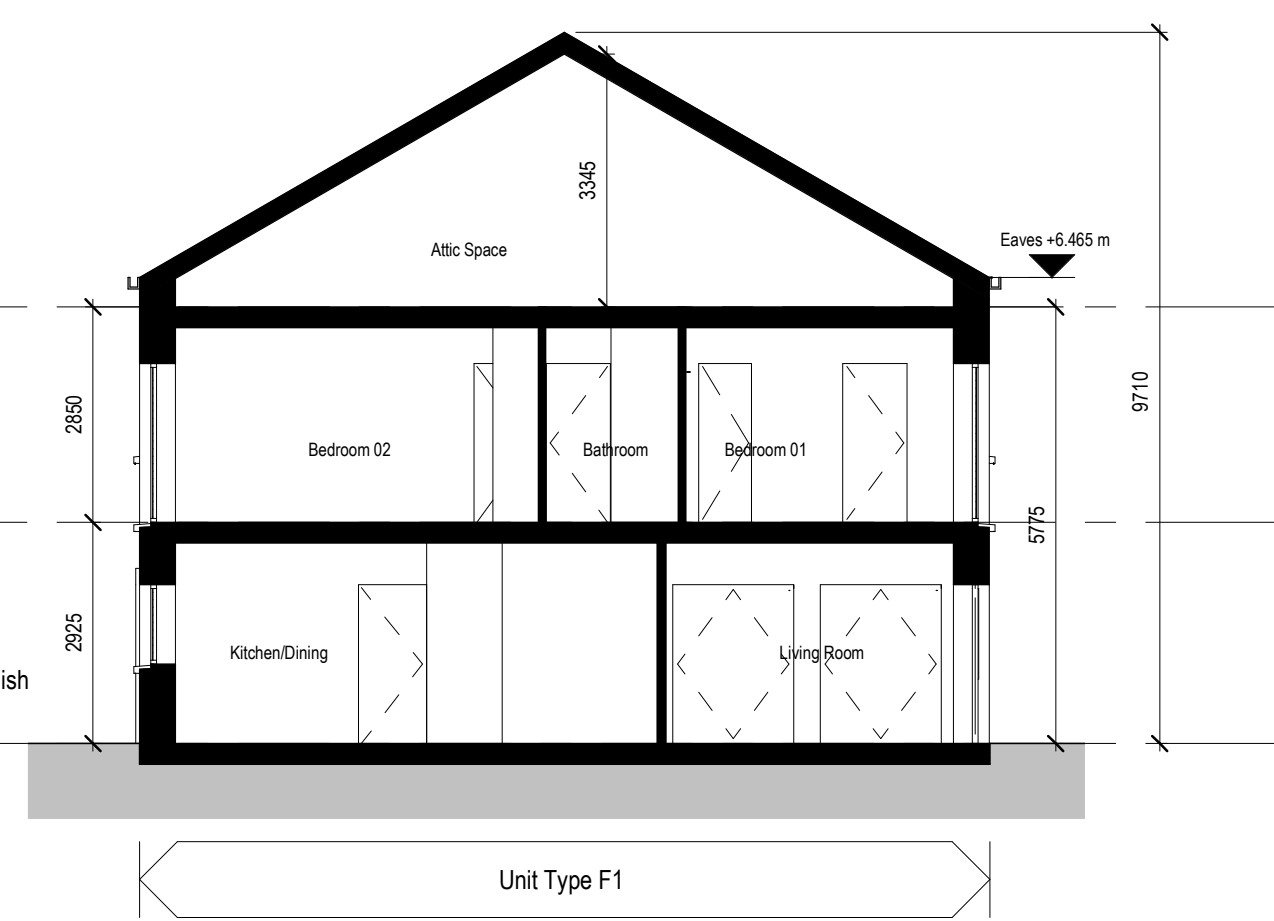 3345
Attic Space
Eaves +6.465 m
2850
9710
Bedroom 02
Bathroom
Bedroom 01
5775
2925
Kitchen/Dining
Living Room
ish
Unit Type F1